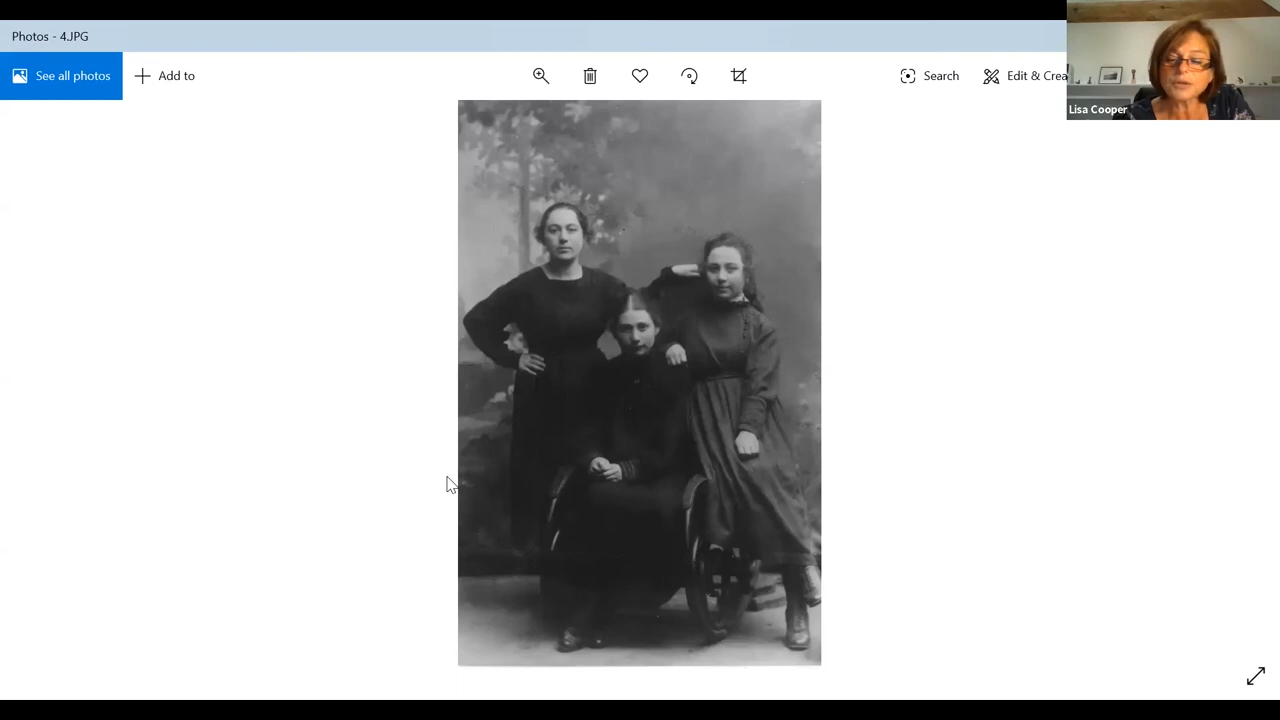 Photos - 4.JPG
See all photos
Add to
Search
Edit & Crea
Lisa Cooper